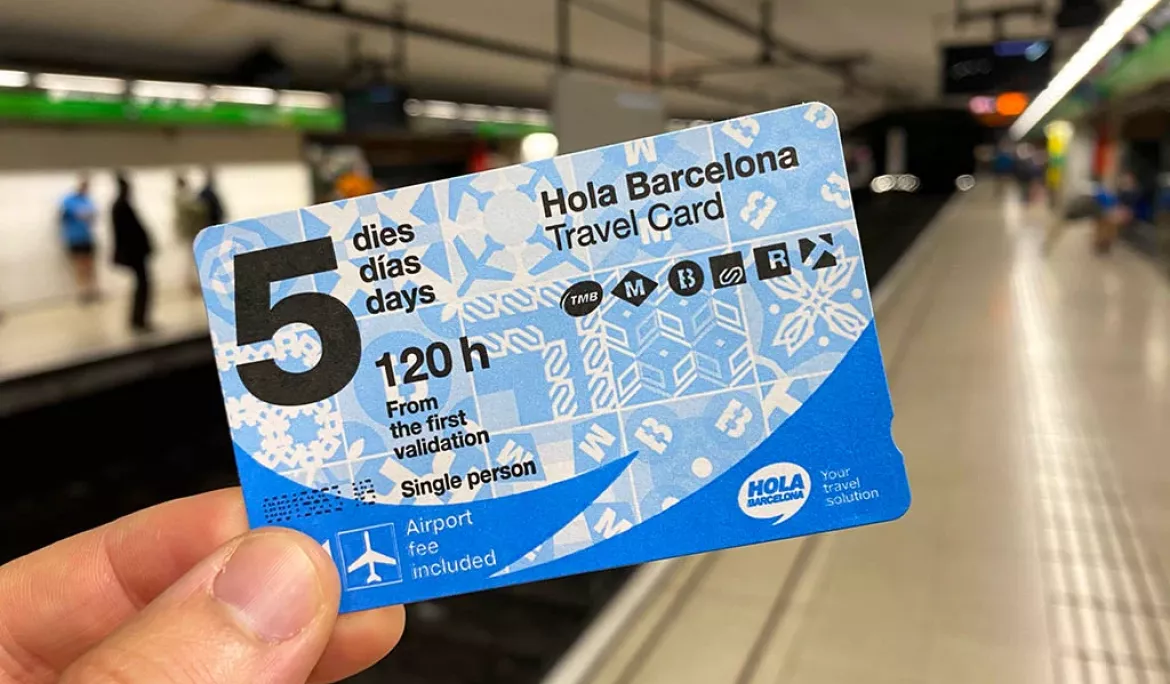 Hola Barcelona
Travel Card
5
dies
días
days
TMB
M
B
R
120 h
From
the first
validation
Single person
Airport
fee
included
HOLA
BARCELONA
Your
travel
solution